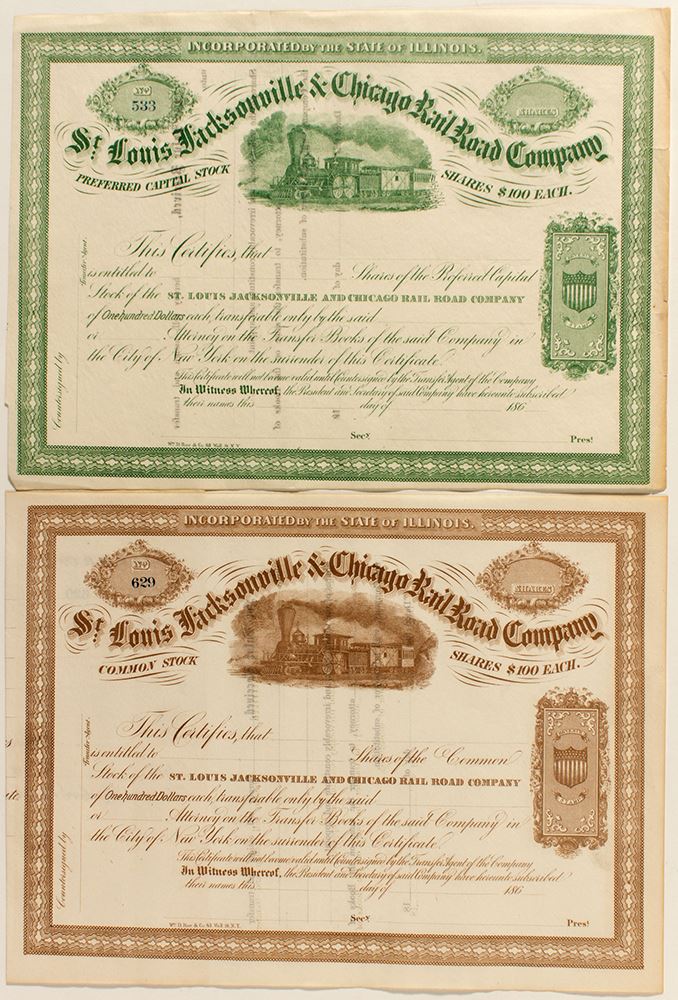 INCORPORATED BY THE STATE OF ILLINOIS.
No
533
SHARES
St Louis Jacksonville & Chicago Rail Road Company
PREFERRED CAPITAL STOCK
SHARES $100 EACH.
This Certifies, that
is entitled to Shares of the Preferred Capital
Stock of the ST. LOUIS JACKSONVILLE AND CHICAGO RAIL ROAD COMPANY
of One hundred Dollars each, transferable only by the said
or Attorney on the Transfer Books of the said Company in
the City of New York on the surrender of this Certificate.
This Certificate will not become valid until countersigned by the Transfer Agent of the Company
In Witness Whereof, the President and Secretary of said Company have hereunto subscribed
their names this day of 186
Secy Prest
Countersigned by
Transfer Agent.
Wm D. Roe & Co. 42 Wall St. N.Y.
INCORPORATED BY THE STATE OF ILLINOIS.
No
629
SHARES
St Louis Jacksonville & Chicago Rail Road Company
COMMON STOCK
SHARES $100 EACH.
This Certifies, that
is entitled to Shares of the Common
Stock of the ST. LOUIS JACKSONVILLE AND CHICAGO RAIL ROAD COMPANY
of One hundred Dollars each, transferable only by the said
or Attorney on the Transfer Books of the said Company in
the City of New York on the surrender of this Certificate.
This Certificate will not become valid until countersigned by the Transfer Agent of the Company
In Witness Whereof, the President and Secretary of said Company have hereunto subscribed
their names this day of 186
Secy Prest
Countersigned by
Transfer Agent.
Wm D. Roe & Co. 42 Wall St. N.Y.